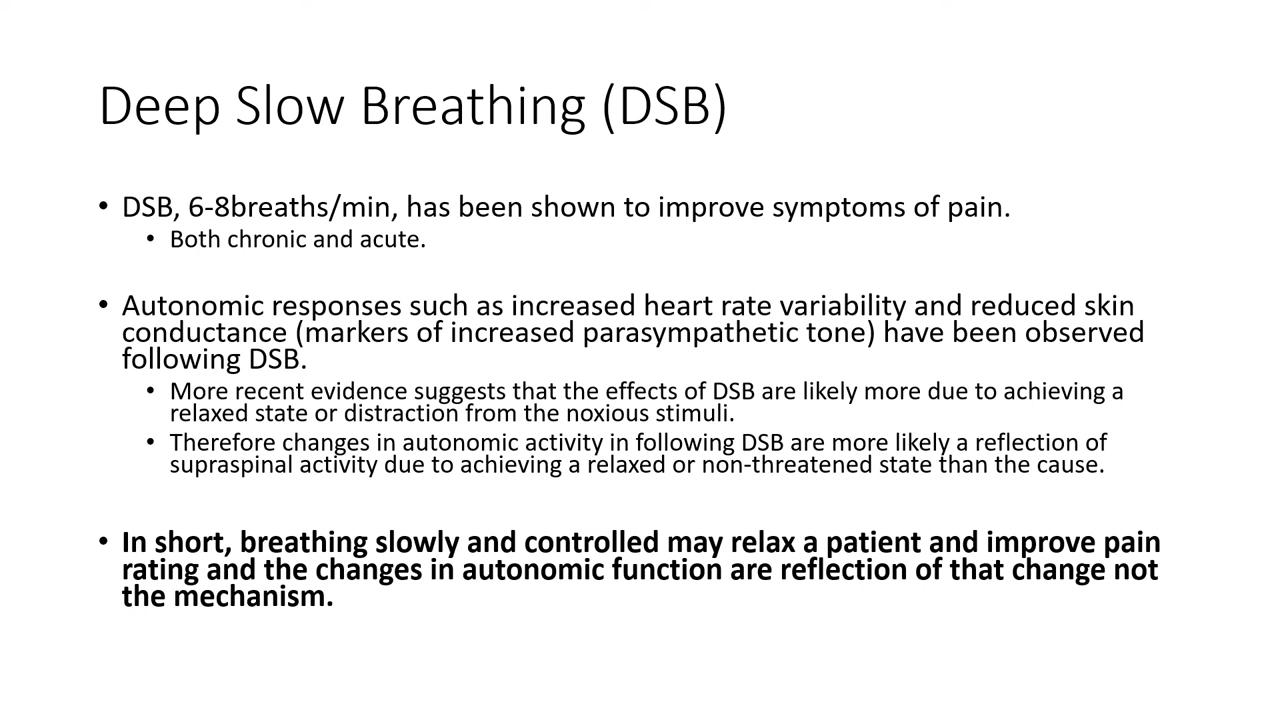 Deep Slow Breathing (DSB)
• DSB, 6-8breaths/min, has been shown to improve symptoms of pain.
• Both chronic and acute.
• Autonomic responses such as increased heart rate variability and reduced skin
conductance (markers of increased parasympathetic tone) have been observed
following DSB.
• More recent evidence suggests that the effects of DSB are likely more due to achieving a
relaxed state or distraction from the noxious stimuli.
• Therefore changes in autonomic activity in following DSB are more likely a reflection of
supraspinal activity due to achieving a relaxed or non-threatened state than the cause.
• In short, breathing slowly and controlled may relax a patient and improve pain
rating and the changes in autonomic function are reflection of that change not
the mechanism.